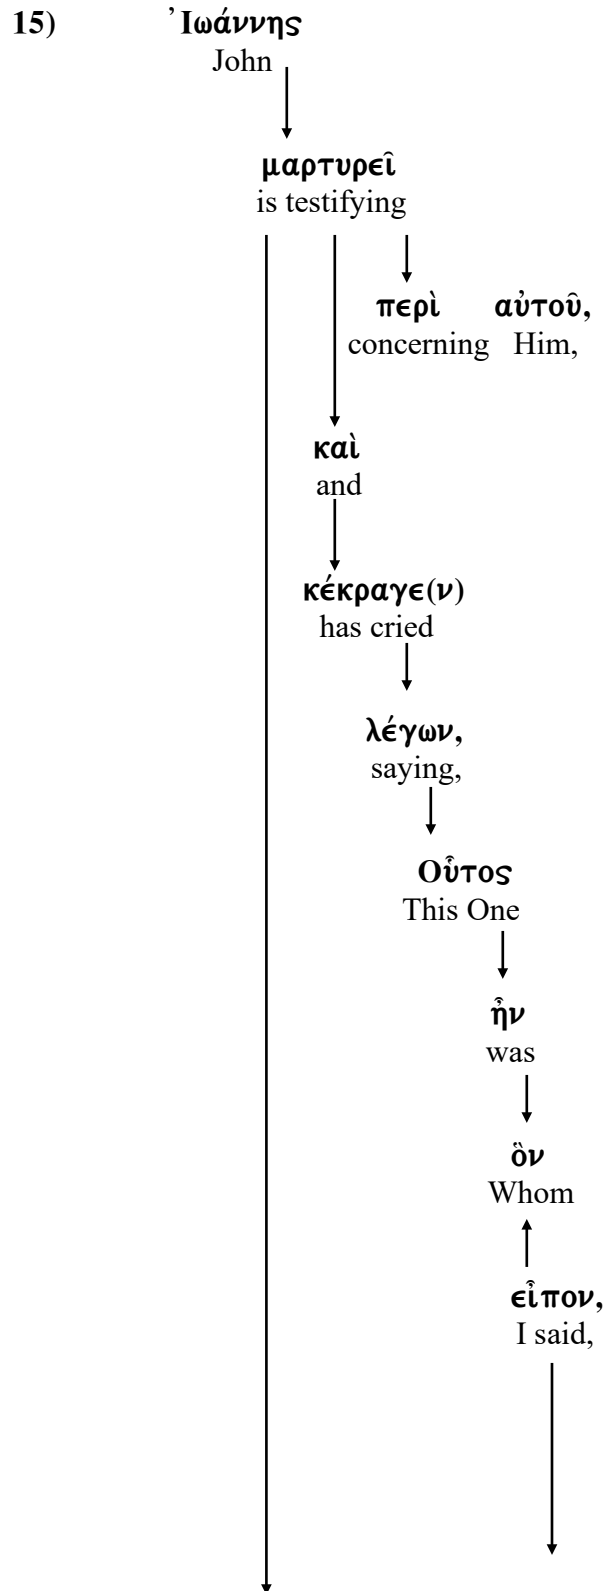 15) ᾿Ιωάννης
John
μαρτυρεῖ
is testifying
περὶ αὐτοῦ,
concerning Him,
καὶ
and
κέκραγε(ν)
has cried
λέγων,
saying,
Οὗτος
This One
ἦν
was
ὃν
Whom
εἶπον,
I said,